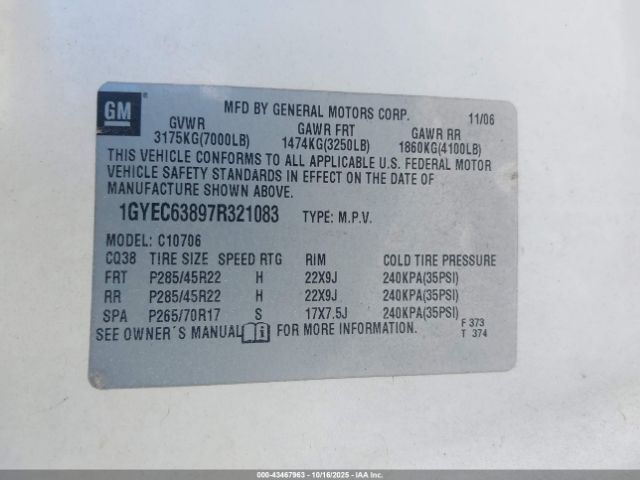 GM
MFD BY GENERAL MOTORS CORP. 11/06
GVWR GAWR FRT GAWR RR
3175KG(7000LB) 1474KG(3250LB) 1860KG(4100LB)
THIS VEHICLE CONFORMS TO ALL APPLICABLE U.S. FEDERAL MOTOR
VEHICLE SAFETY STANDARDS IN EFFECT ON THE DATE OF
MANUFACTURE SHOWN ABOVE.
1GYEC63897R321083 TYPE: M.P.V.
MODEL: C10706
CQ38 TIRE SIZE SPEED RTG RIM COLD TIRE PRESSURE
FRT P285/45R22 H 22X9J 240KPA(35PSI)
RR P285/45R22 H 22X9J 240KPA(35PSI)
SPA P265/70R17 S 17X7.5J 240KPA(35PSI)
SEE OWNER´S MANUAL FOR MORE INFORMATION. F 373
T 374
000-43467963 - 10/16/2025 - IAAI Inc.